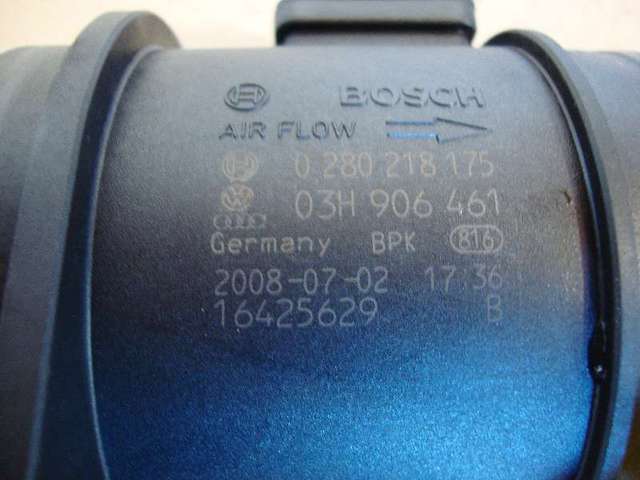 BOSCH
AIR FLOW
0 280 218 175
03H 906 461
Germany BPK 816
2008-07-02 17:36
16425629 B